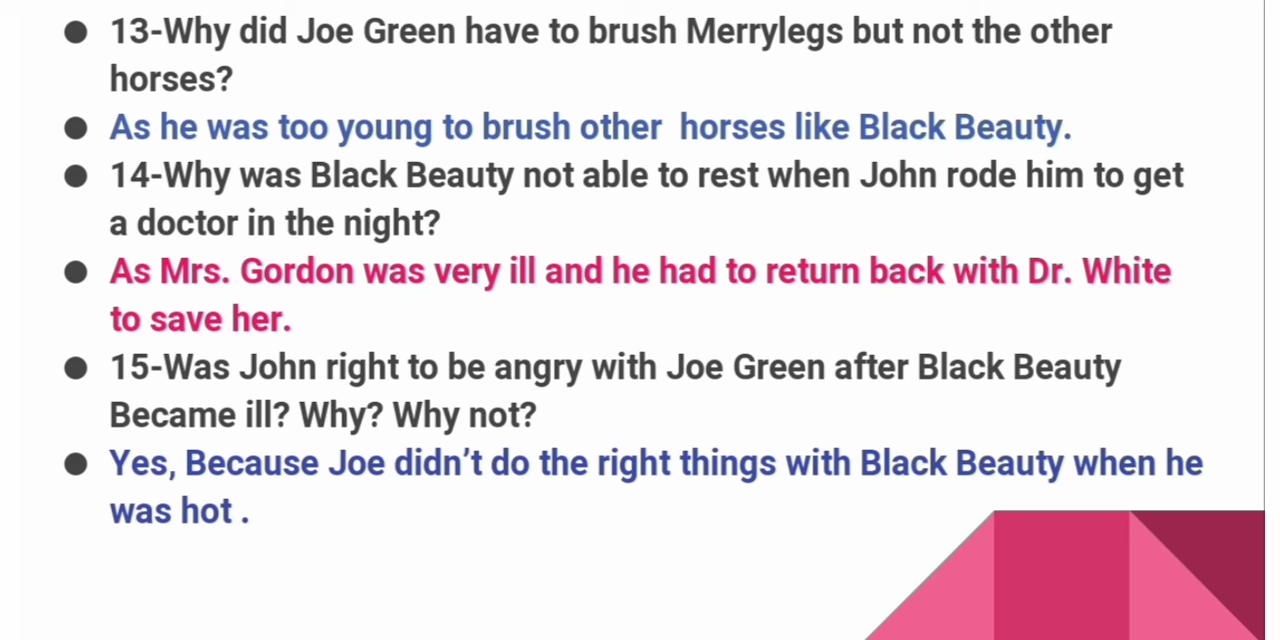 ● 13-Why did Joe Green have to brush Merrylegs but not the other
horses?
● As he was too young to brush other horses like Black Beauty.
● 14-Why was Black Beauty not able to rest when John rode him to get
a doctor in the night?
● As Mrs. Gordon was very ill and he had to return back with Dr. White
to save her.
● 15-Was John right to be angry with Joe Green after Black Beauty
Became ill? Why? Why not?
● Yes, Because Joe didn't do the right things with Black Beauty when he
was hot .